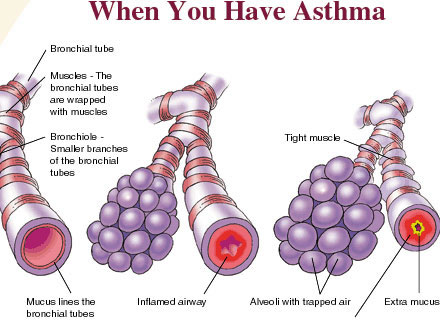 When You Have Asthma
Bronchial tube
Muscles - The
bronchial tubes
are wrapped
with muscles
Bronchiole -
Smaller branches
of the bronchial
tubes
Tight muscle
Mucus lines the
bronchial tubes
Inflamed airway
Alveoli with trapped air
Extra mucus